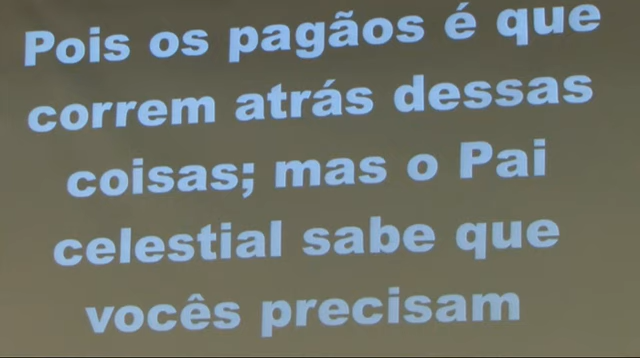 Pois os pagãos é que
correm atrás dessas
coisas; mas o Pai
celestial sabe que
vocês precisam